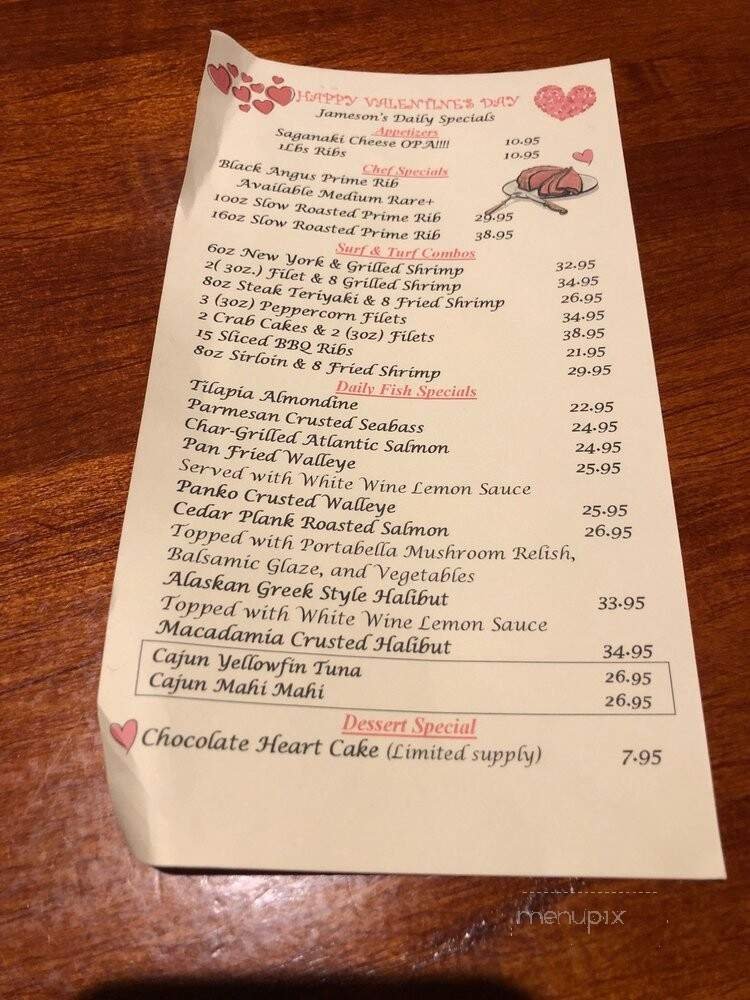 HAPPY VALENTINE'S DAY
Jameson's Daily Specials
Appetizers
Saganaki Cheese OPA!!!! 10.95
1Lbs Ribs 10.95
Chef Specials
Black Angus Prime Rib
Available Medium Rare+
10oz Slow Roasted Prime Rib 29.95
16oz Slow Roasted Prime Rib 38.95
Surf & Turf Combos
6oz New York & Grilled Shrimp 32.95
2( 3oz.) Filet & 8 Grilled Shrimp 34.95
8oz Steak Teriyaki & 8 Fried Shrimp 26.95
3 (3oz) Peppercorn Filets 34.95
2 Crab Cakes & 2 (3oz) Filets 38.95
15 Sliced BBQ Ribs 21.95
8oz Sirloin & 8 Fried Shrimp 29.95
Daily Fish Specials
Tilapia Almondine 22.95
Parmesan Crusted Seabass 24.95
Char-Grilled Atlantic Salmon 24.95
Pan Fried Walleye 25.95
Served with White Wine Lemon Sauce
Panko Crusted Walleye 25.95
Cedar Plank Roasted Salmon 26.95
Topped with Portabella Mushroom Relish,
Balsamic Glaze, and Vegetables
Alaskan Greek Style Halibut 33.95
Topped with White Wine Lemon Sauce
Macadamia Crusted Halibut 34.95
Cajun Yellowfin Tuna 26.95
Cajun Mahi Mahi 26.95
Dessert Special
Chocolate Heart Cake (Limited supply) 7.95
menupix